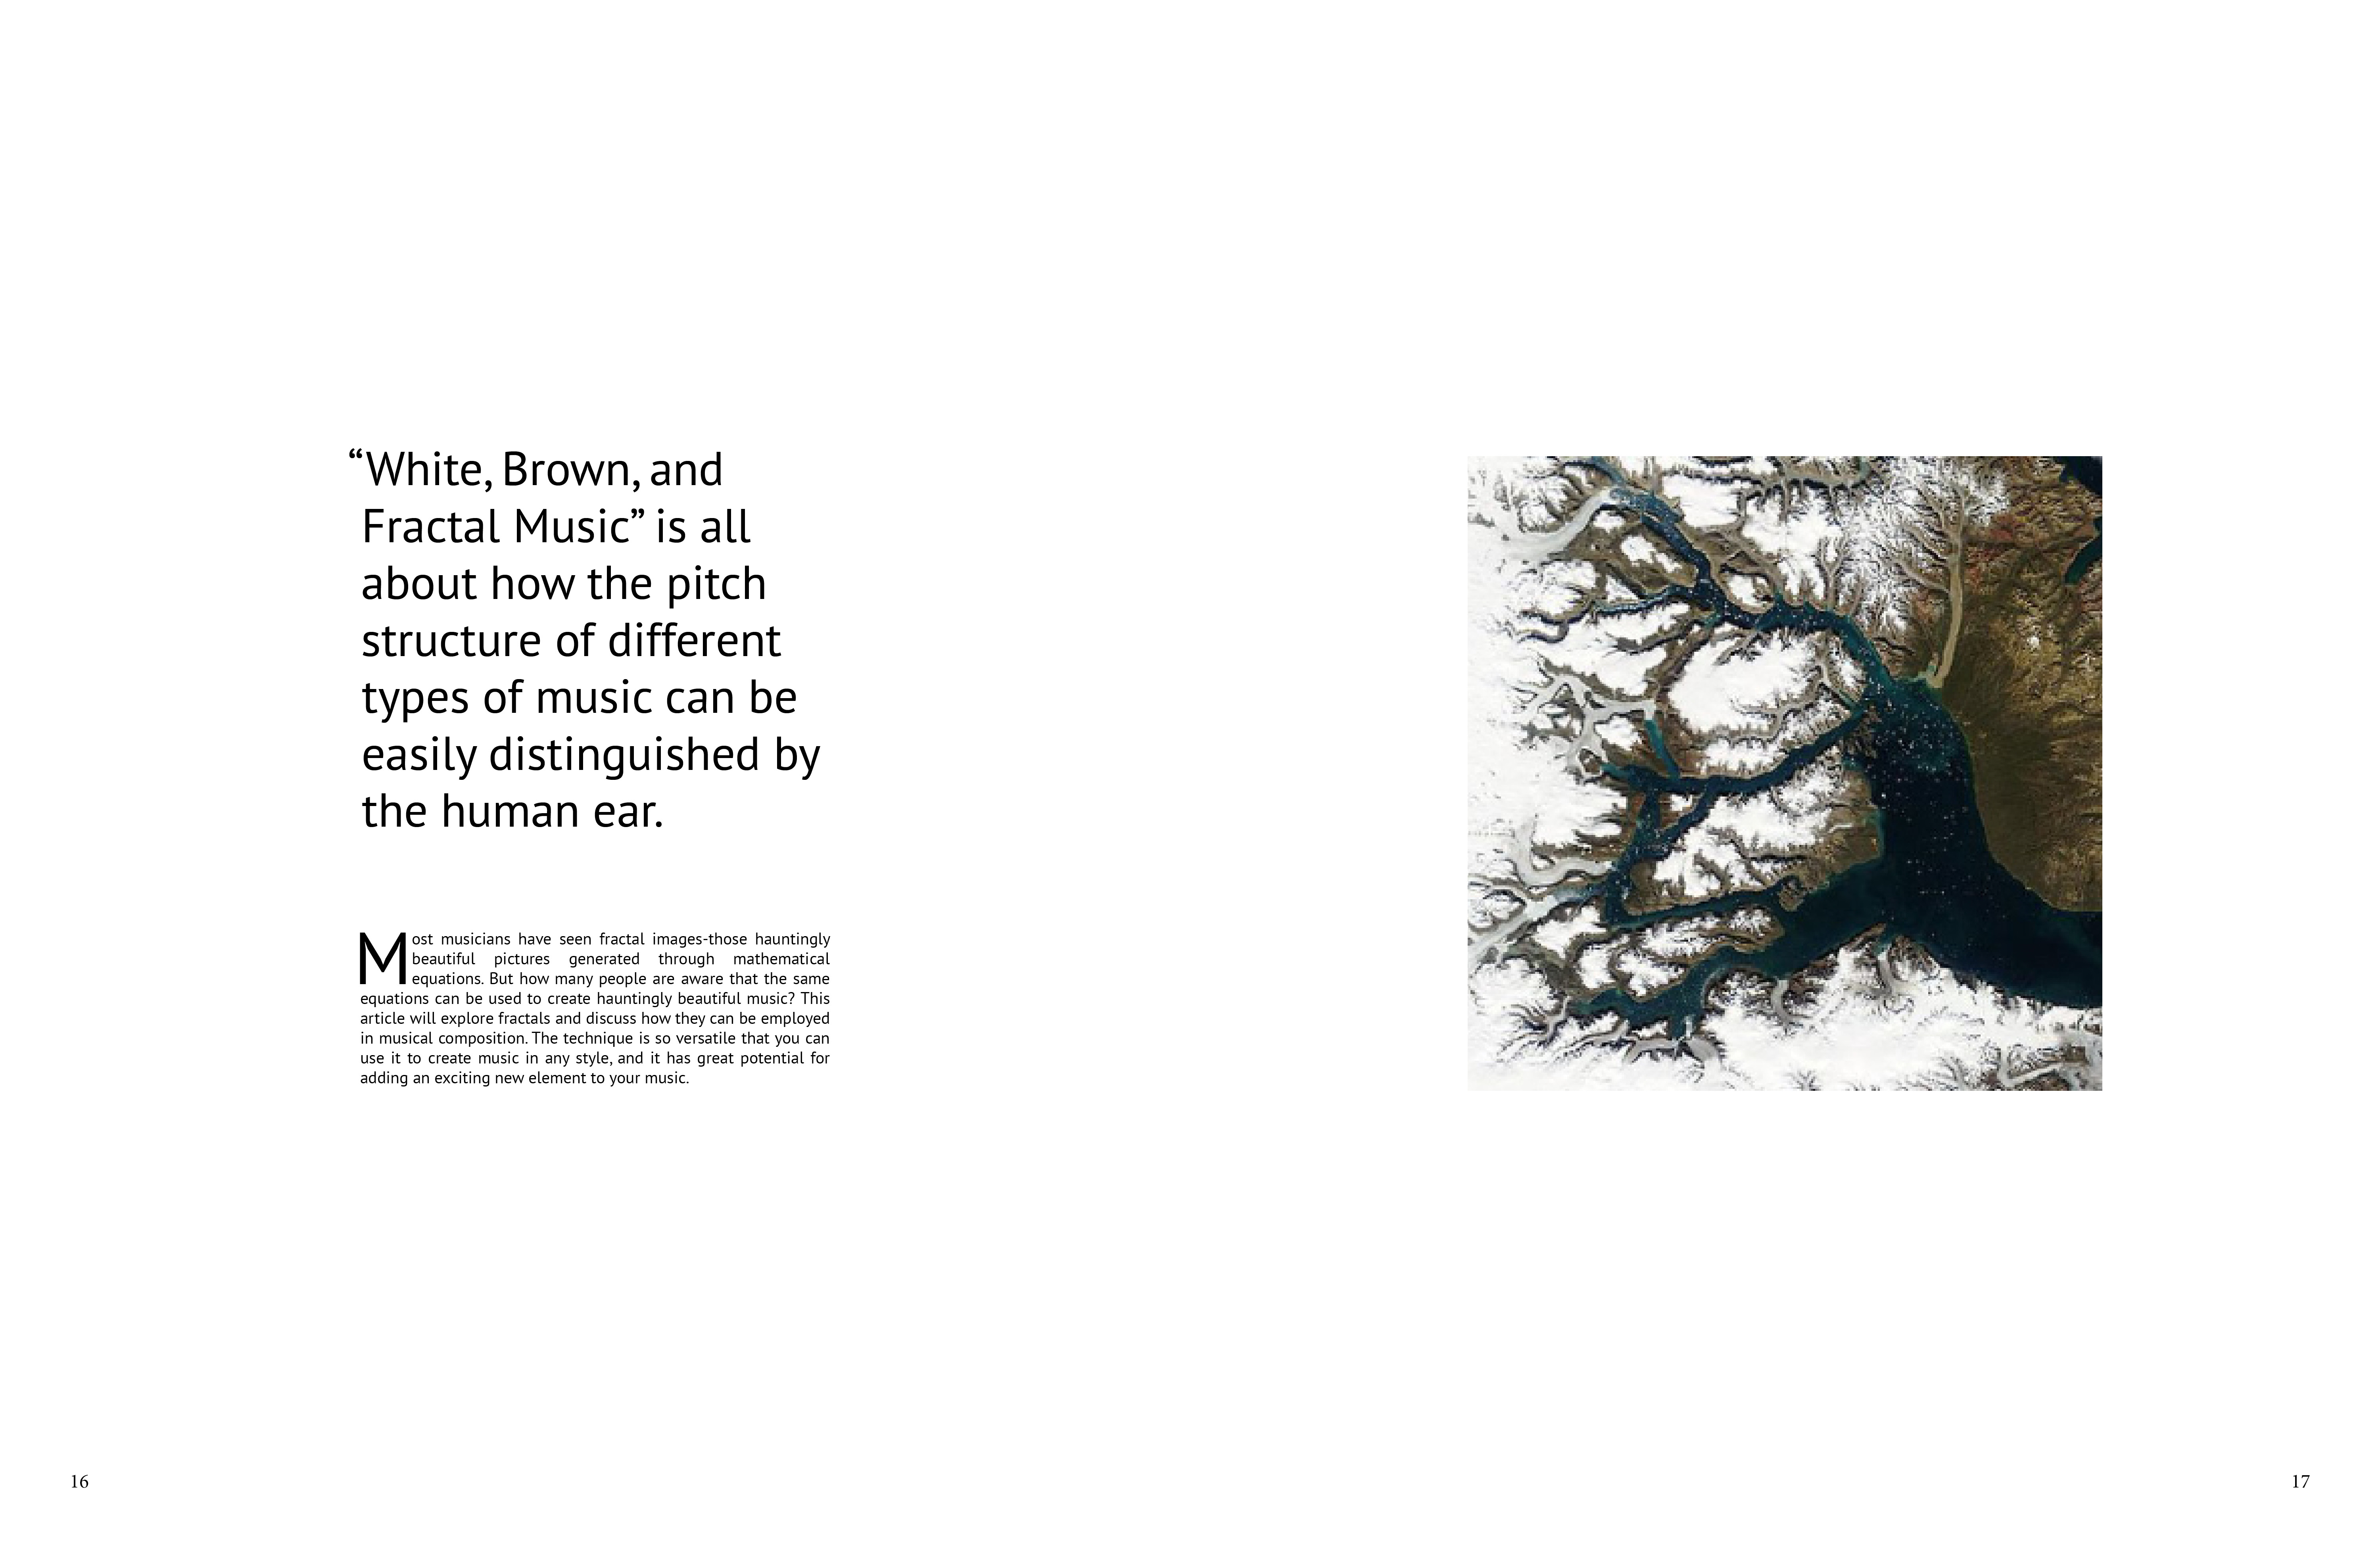 “White, Brown, and
Fractal Music” is all
about how the pitch
structure of different
types of music can be
easily distinguished by
the human ear.
Most musicians have seen fractal images-those hauntingly
beautiful pictures generated through mathematical
equations. But how many people are aware that the same
equations can be used to create hauntingly beautiful music? This
article will explore fractals and discuss how they can be employed
in musical composition. The technique is so versatile that you can
use it to create music in any style, and it has great potential for
adding an exciting new element to your music.
16
17